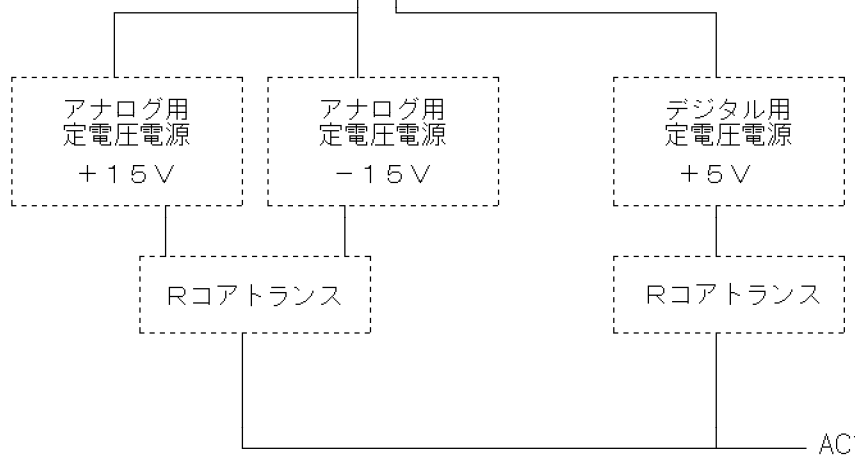 アナログ用
定電圧電源
＋１５Ｖ
アナログ用
定電圧電源
－１５Ｖ
デジタル用
定電圧電源
＋５Ｖ
Ｒコアトランス
Ｒコアトランス
AC